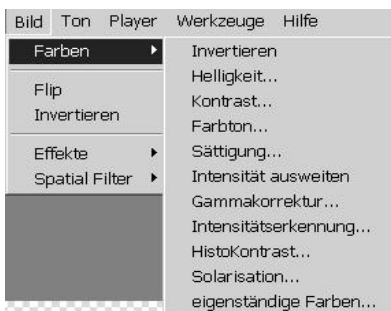 Bild Ton Player Werkzeuge Hilfe
Farben
Flip
Invertieren
Effekte
Spatial Filter
Invertieren
Helligkeit...
Kontrast...
Farbton...
Sättigung...
Intensität ausweiten
Gammakorrektur...
Intensitätserkennung...
HistoKontrast...
Solarisation...
eigenständige Farben...